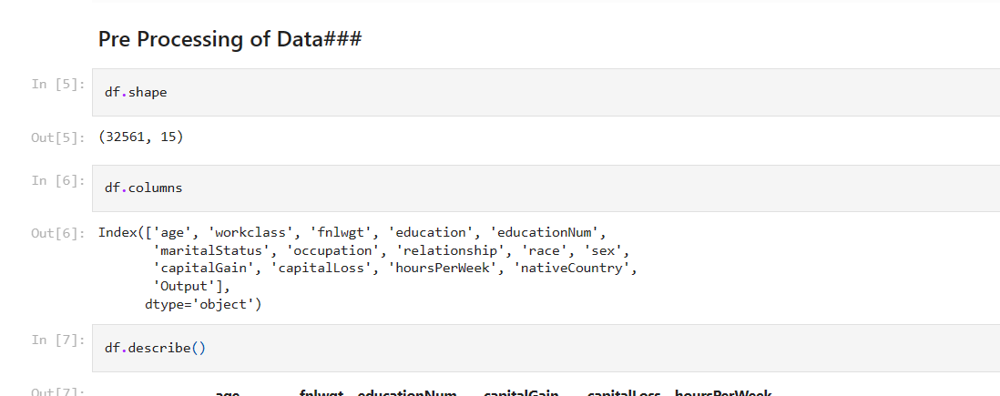 Pre Processing of Data###
In [5]:
df.shape
Out[5]:
(32561, 15)
In [6]:
df.columns
Out[6]:
Index(['age', 'workclass', 'fnlwgt', 'education', 'educationNum',
'maritalStatus', 'occupation', 'relationship', 'race', 'sex',
'capitalGain', 'capitalLoss', 'hoursPerWeek', 'nativeCountry',
'Output'],
dtype='object')
In [7]:
df.describe()
Out[7]:
age fnlwgt educationNum capitalGain capitalLoss hoursPerWeek